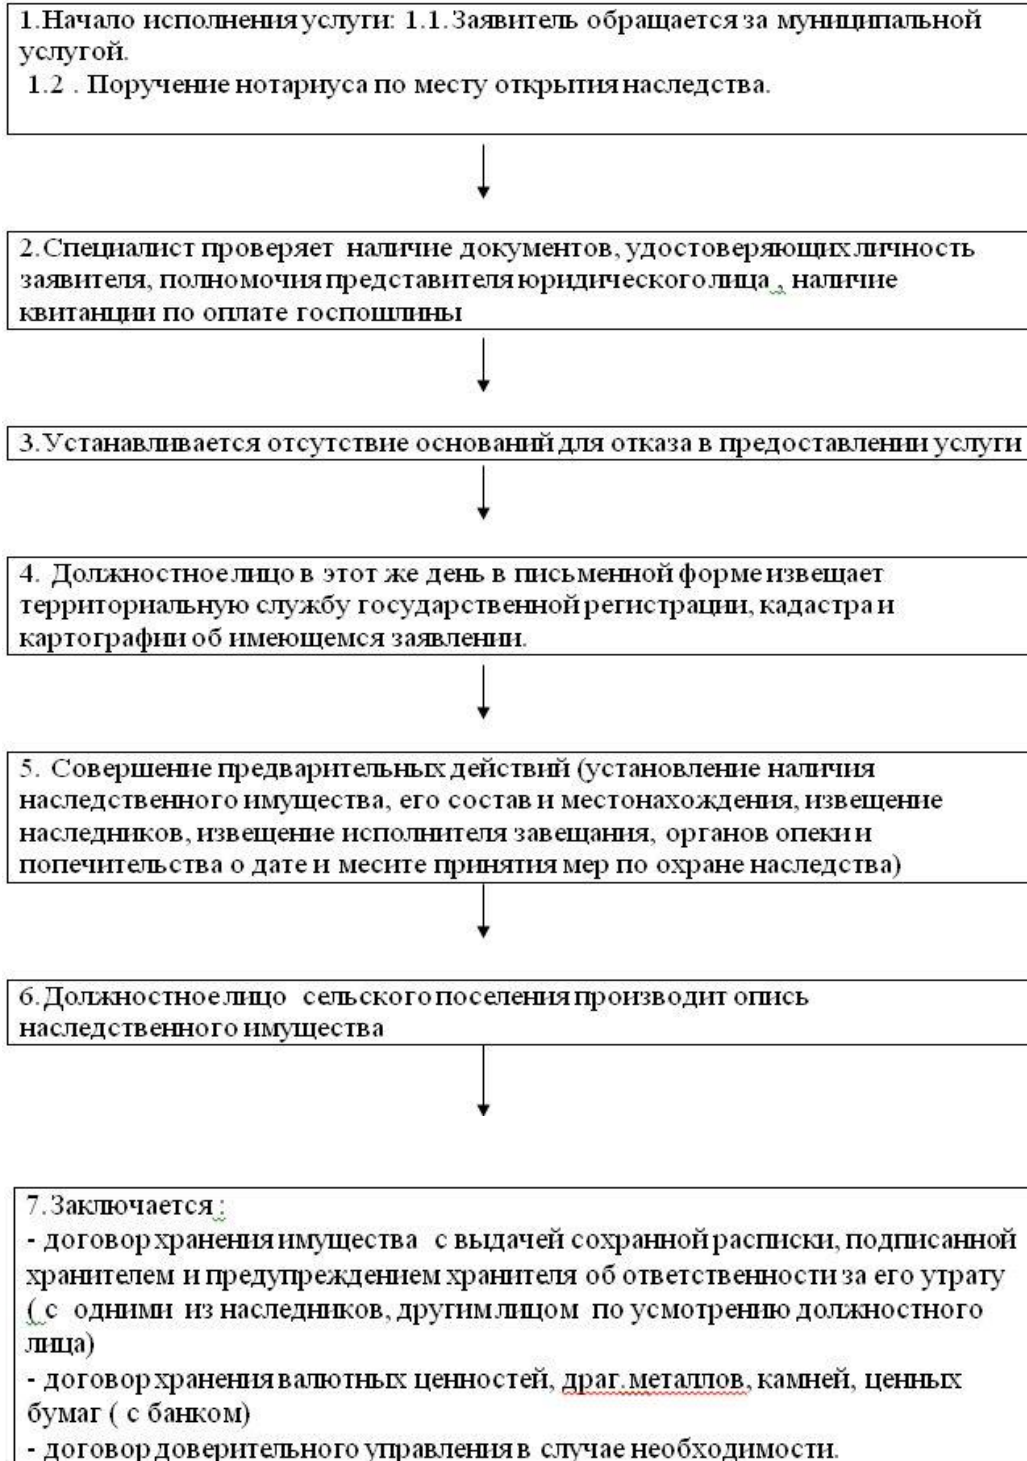 1.Начало исполнения услуги: 1.1.Заявитель обращается за муниципальной
услугой.
1.2 . Поручение нотариуса по месту открытия наследства.
2.Специалист проверяет наличие документов, удостоверяющих личность
заявителя, полномочия представителя юридического лица , наличие
квитанции по оплате госпошлины
3.Устанавливается отсутствие оснований для отказа в предоставлении услуги
4. Должностное лицо в этот же день в письменной форме извещает
территориальную службу государственной регистрации, кадастра и
картографии об имеющемся заявлении.
5. Совершение предварительных действий (установление наличия
наследственного имущества, его состав и местонахождения, извещение
наследников, извещение исполнителя завещания, органов опеки и
попечительства о дате и месите принятия мер по охране наследства)
6.Должностное лицо сельского поселения производит опись
наследственного имущества
7.Заключается :
- договор хранения имущества с выдачей сохранной расписки, подписанной
хранителем и предупреждением хранителя об ответственности за его утрату
( с одними из наследников, другим лицом по усмотрению должностного
лица)
- договор хранения валютных ценностей, драг.металлов, камней, ценных
бумаг ( с банком)
- договор доверительного управления в случае необходимости.